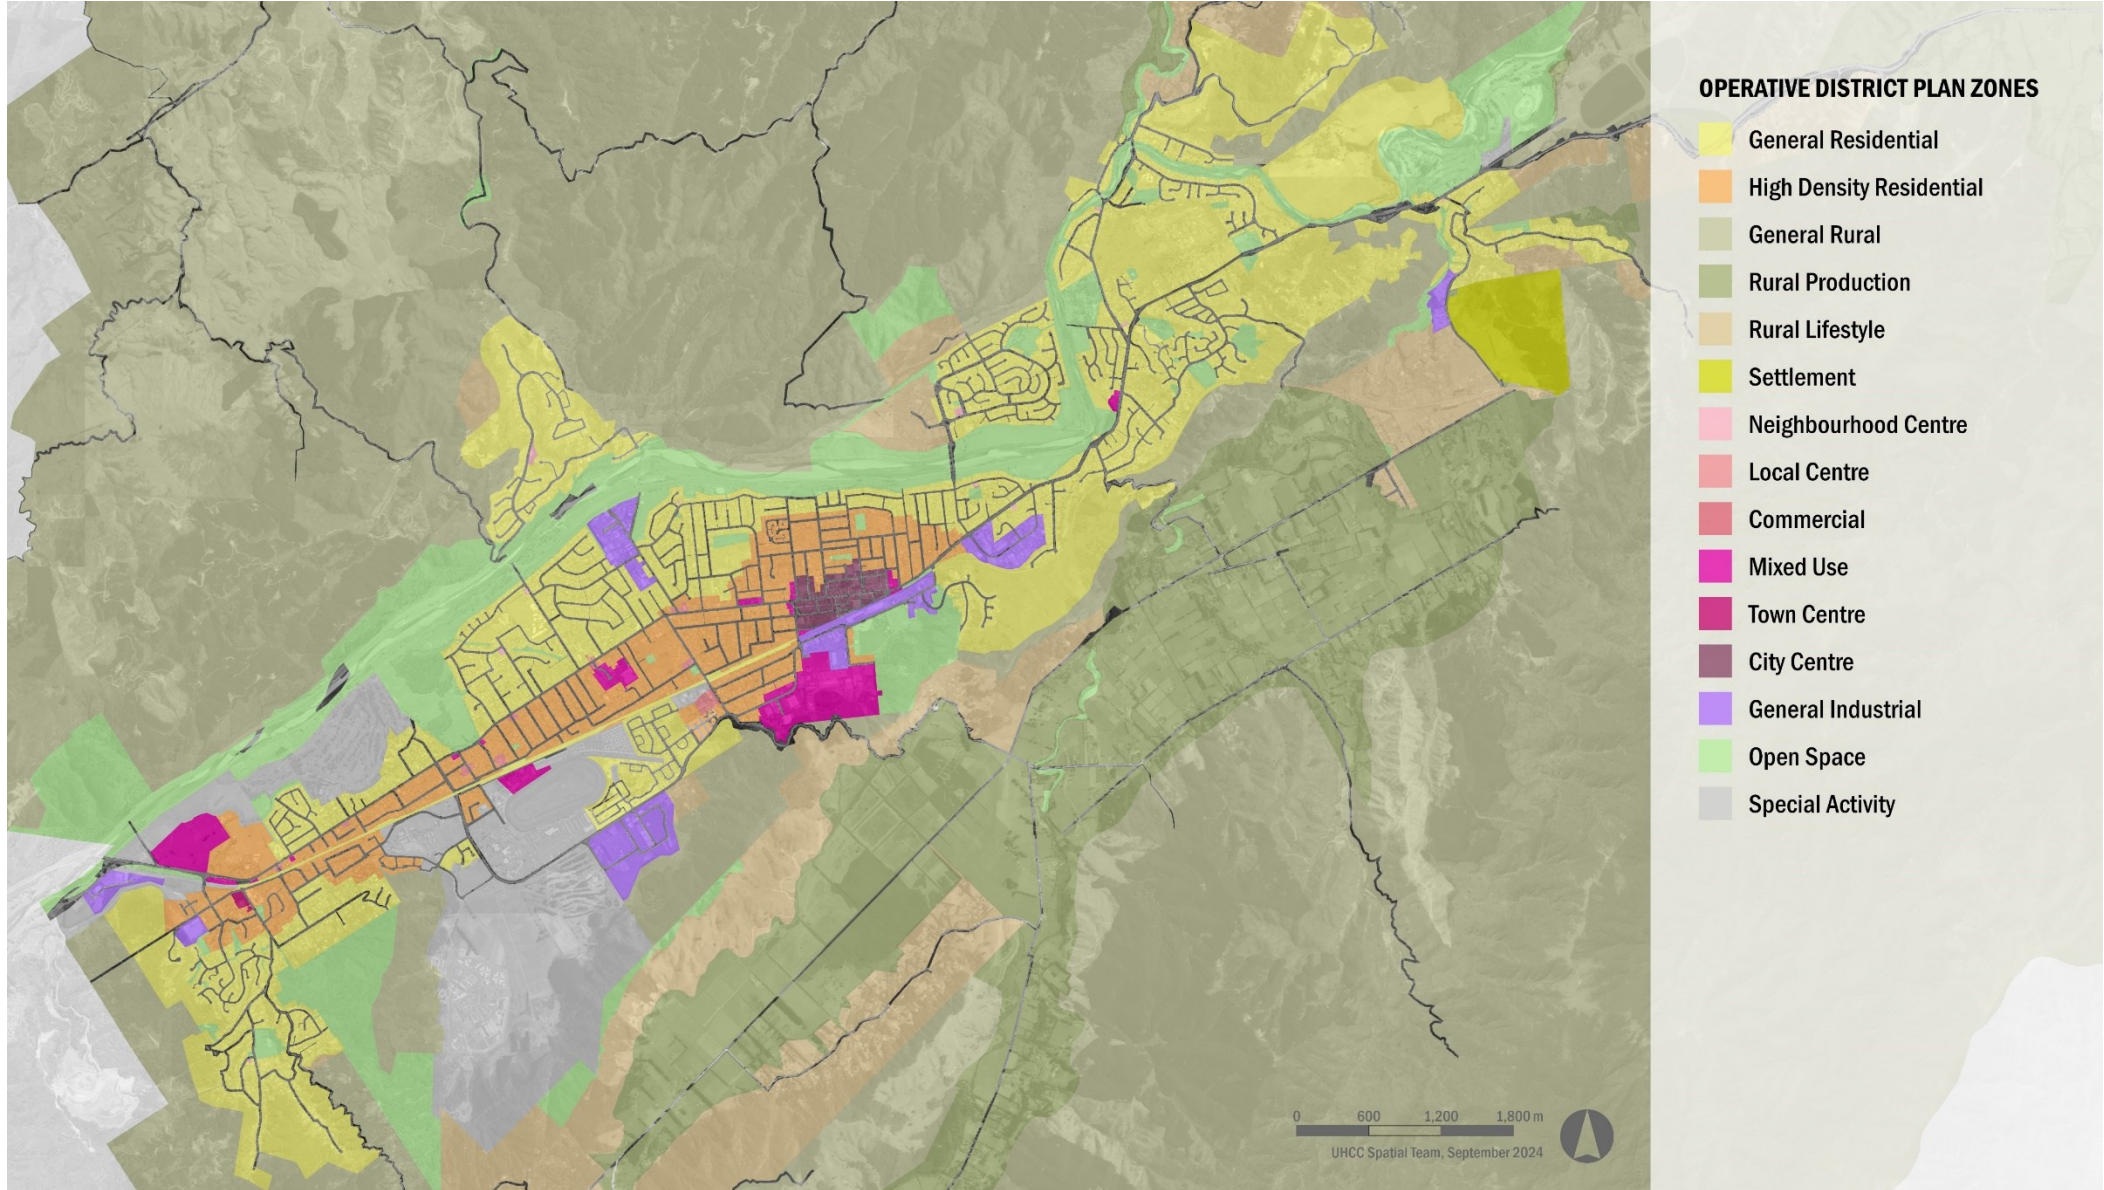 OPERATIVE DISTRICT PLAN ZONES
General Residential
High Density Residential
General Rural
Rural Production
Rural Lifestyle
Settlement
Neighbourhood Centre
Local Centre
Commercial
Mixed Use
Town Centre
City Centre
General Industrial
Open Space
Special Activity
0 600 1,200 1,800 m
UHCC Spatial Team, September 2024